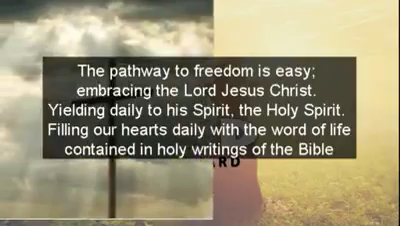 The pathway to freedom is easy;
embracing the Lord Jesus Christ.
Yielding daily to his Spirit, the Holy Spirit.
Filling our hearts daily with the word of life
contained in holy writings of the Bible